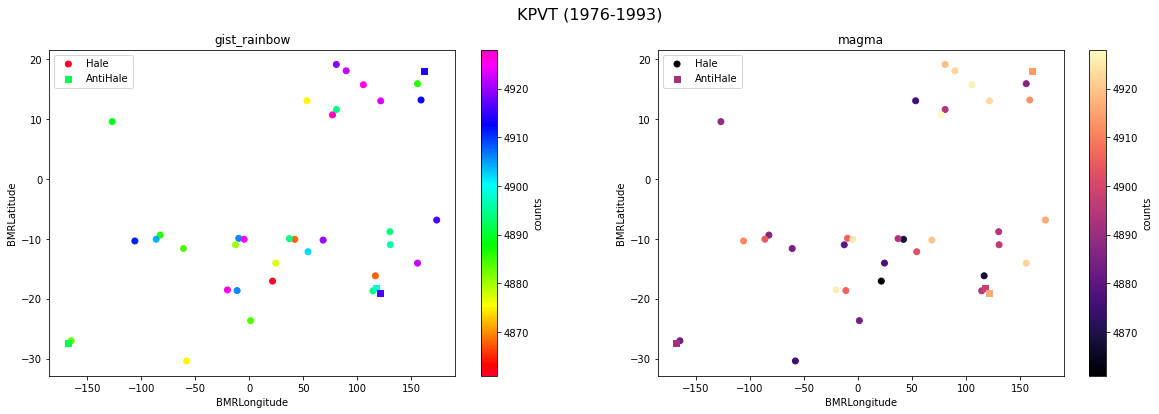 KPVT (1976-1993)
gist_rainbow
Hale
AntiHale
20
10
0
−10
−20
−30
BMRLatitude
−150
−100
−50
0
50
100
150
BMRLongitude
4920
4910
4900
4890
4880
4870
counts
magma
Hale
AntiHale
20
10
0
−10
−20
−30
BMRLatitude
−150
−100
−50
0
50
100
150
BMRLongitude
4920
4910
4900
4890
4880
4870
counts